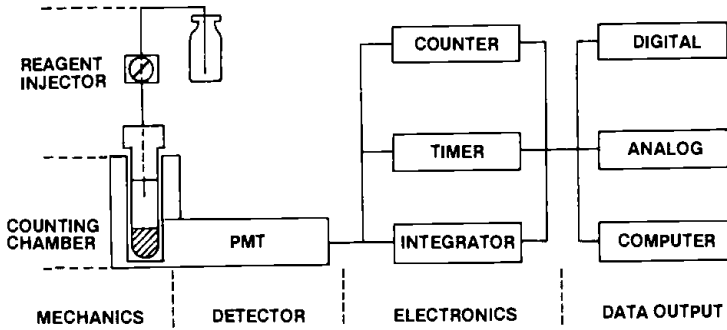 REAGENT
INJECTOR
COUNTING
CHAMBER
PMT
COUNTER
TIMER
INTEGRATOR
DIGITAL
ANALOG
COMPUTER
MECHANICS
DETECTOR
ELECTRONICS
DATA OUTPUT